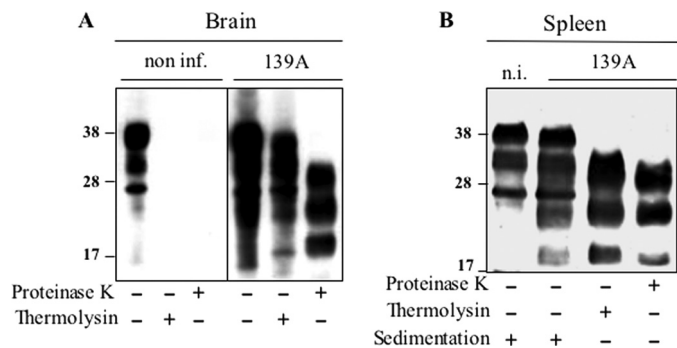 A Brain
non inf. 139A
38
28
17
Proteinase K – – + – – +
Thermolysin – + – – + –
B Spleen
n.i. 139A
38
28
17
Proteinase K – – – +
Thermolysin – – + –
Sedimentation + + – –